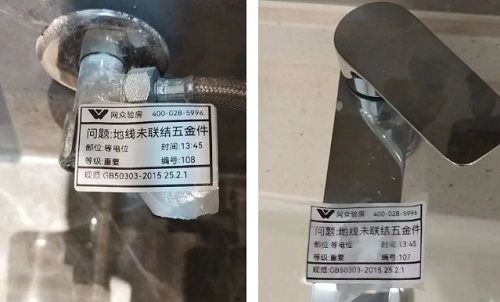 网众验房 400-028-5996
问题:地线未联结五金件
部位:等电位 时间:13:45
等级:重要 编号:108
规范:GB50303-2015 25.2.1
网众验房 400-028-5996
问题:地线未联结五金件
部位:等电位 时间:13:45
等级:重要 编号:107
规范:GB50303-2015 25.2.1